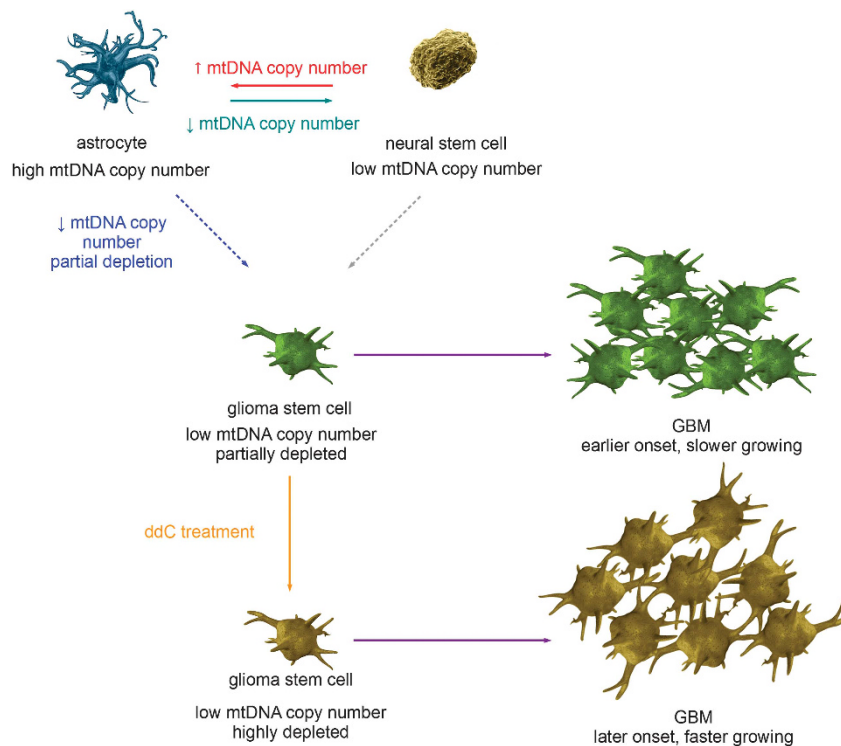 ↑ mtDNA copy number
↓ mtDNA copy number
astrocyte
high mtDNA copy number
neural stem cell
low mtDNA copy number
↓ mtDNA copy
number
partial depletion
glioma stem cell
low mtDNA copy number
partially depleted
GBM
earlier onset, slower growing
ddC treatment
glioma stem cell
low mtDNA copy number
highly depleted
GBM
later onset, faster growing